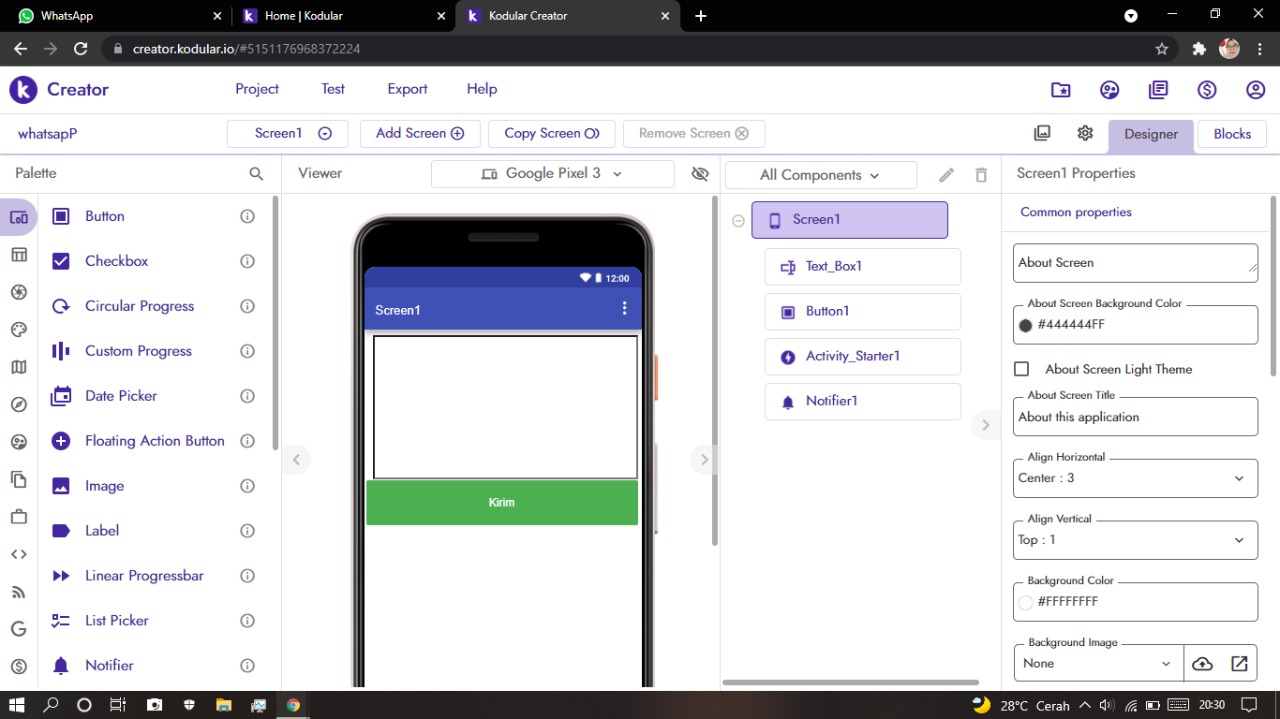 WhatsApp
Home | Kodular
Kodular Creator
creator.kodular.io/#5151176968372224
Creator
Project
Test
Export
Help
whatsapP
Screen1
Add Screen
Copy Screen
Remove Screen
Designer
Blocks
Palette
Viewer
Google Pixel 3
All Components
Screen1 Properties
Button
Checkbox
Circular Progress
Custom Progress
Date Picker
Floating Action Button
Image
Label
Linear Progressbar
List Picker
Notifier
12:00
Screen1
Kirim
Screen1
Text_Box1
Button1
Activity_Starter1
Notifier1
Common properties
About Screen
About Screen Background Color
#444444FF
About Screen Light Theme
About Screen Title
About this application
Align Horizontal
Center : 3
Align Vertical
Top : 1
Background Color
#FFFFFFFF
Background Image
None
28°C Cerah
20:30